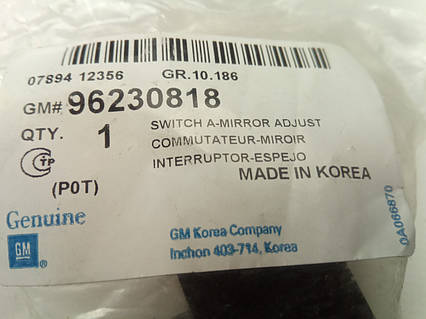 07894 12356 GR.10.186
GM# 96230818
QTY. 1 SWITCH A-MIRROR ADJUST
COMMUTATEUR-MIROIR
INTERRUPTOR-ESPEJO
MADE IN KOREA
СТР
(P0T)
Genuine
GM ®
GM Korea Company
Inchon 403-714, Korea
0A066870